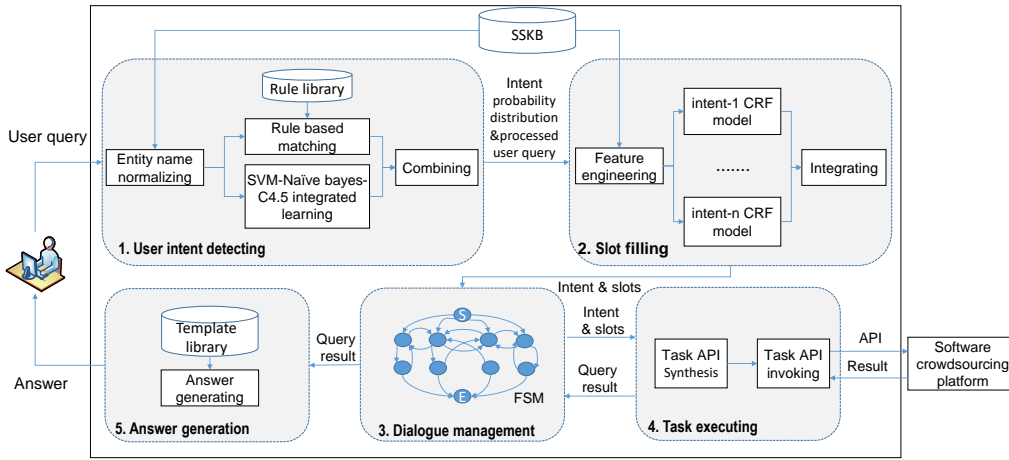 SSKB
User query
Rule library
Entity name
normalizing
Rule based
matching
SVM-Naïve bayes-
C4.5 integrated
learning
Combining
1. User intent detecting
Intent
probability
distribution
&processed
user query
Feature
engineering
intent-1 CRF
model
.......
intent-n CRF
model
Integrating
2. Slot filling
Intent & slots
Answer
Template
library
Answer
generating
5. Answer generation
Query
result
S
E
FSM
3. Dialogue management
Intent
& slots
Query
result
Task API
Synthesis
Task API
invoking
4. Task executing
API
Result
Software
crowdsourcing
platform